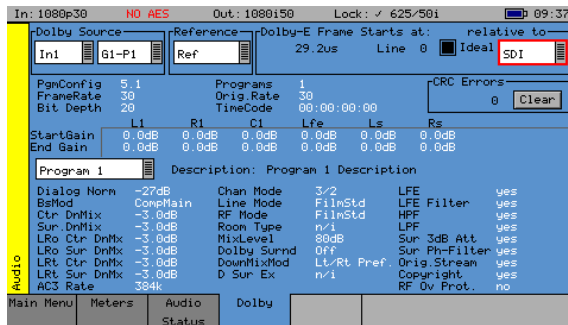 In: 1080p30 NO AES Out: 1080i50 Lock: ✓ 625/50i 09:37
Dolby Source Reference Dolby-E Frame Starts at: relative to
In1 G1-P1 Ref 29.2us Line 0 Ideal SDI
PgmConfig 5.1 Programs 1 CRC Errors
FrameRate 30 Orig.Rate 30 0 Clear
Bit Depth 20 TimeCode 00:00:00:00
L1 R1 C1 Lfe Ls Rs
StartGain 0.0dB 0.0dB 0.0dB 0.0dB 0.0dB 0.0dB
End Gain 0.0dB 0.0dB 0.0dB 0.0dB 0.0dB 0.0dB
Program 1 Description: Program 1 Description
Dialog Norm -27dB Chan Mode 3/2 LFE yes
BsMod CompMain Line Mode FilmStd LFE Filter yes
Ctr DnMix -3.0dB RF Mode FilmStd HPF yes
Sur.DnMix -3.0dB Room Type n/i LPF yes
LRo Ctr DnMx -3.0dB MixLevel 80dB Sur 3dB Att yes
LRo Sur DnMx -3.0dB Dolby Surnd Off Sur Ph-Filter yes
LRt Ctr DnMx -3.0dB DownMixMod Lt/Rt Pref. Orig.Stream yes
LRt Sur DnMx -3.0dB D Sur Ex n/i Copyright yes
AC3 Rate 384k RF Ov Prot. no
Audio
Main Menu Meters Audio Status Dolby